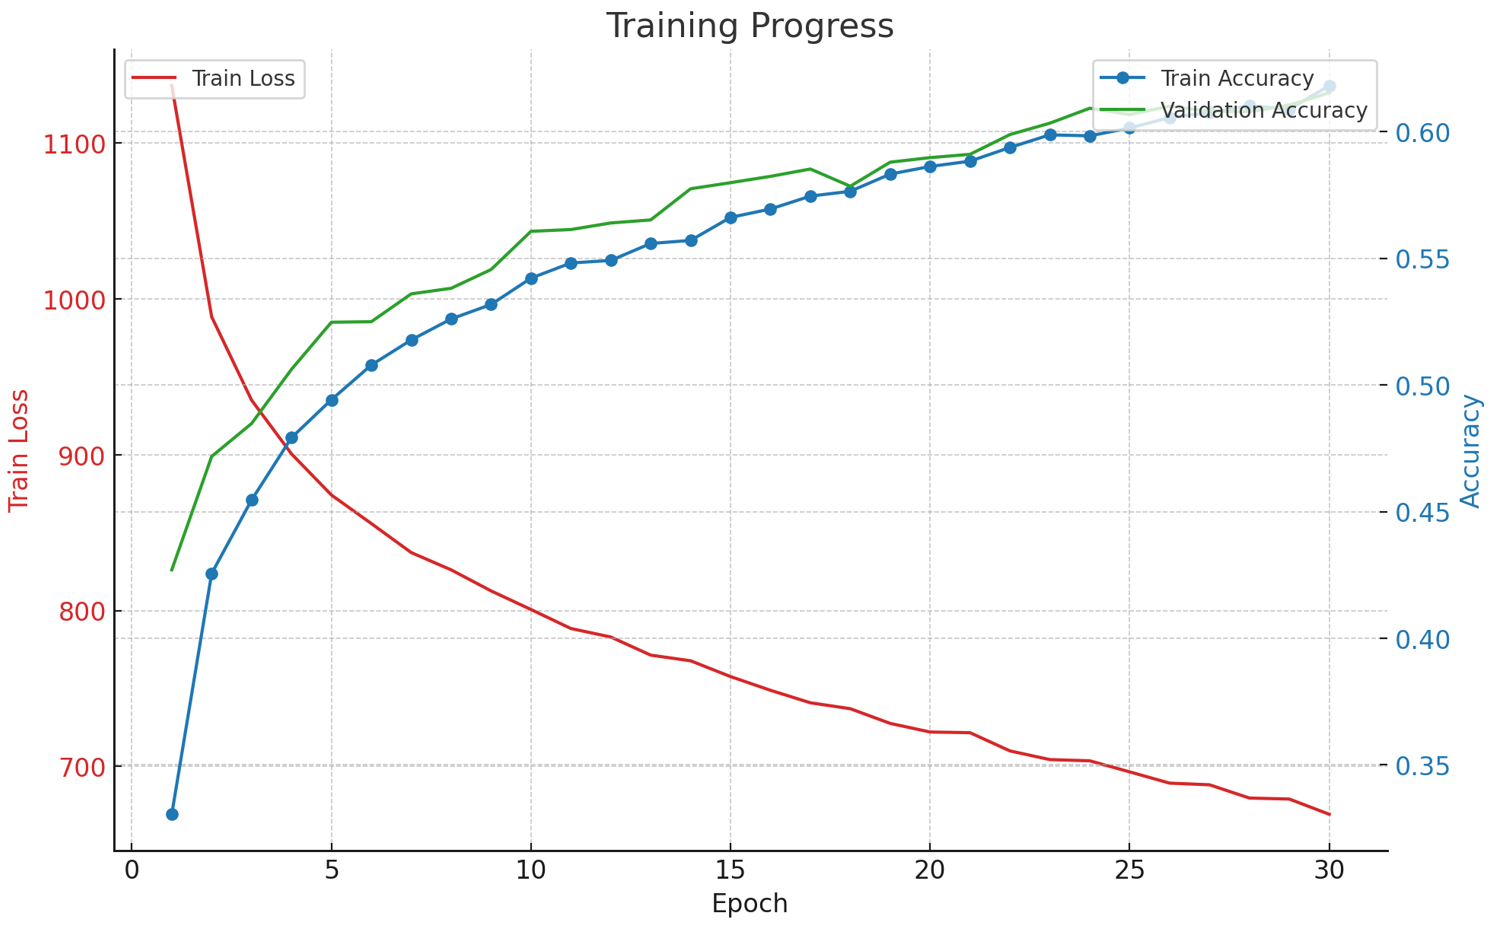 Training Progress
Train Loss
Train Accuracy
Validation Accuracy
1100
1000
900
800
700
Train Loss
0.60
0.55
0.50
0.45
0.40
0.35
Accuracy
0 5 10 15 20 25 30
Epoch